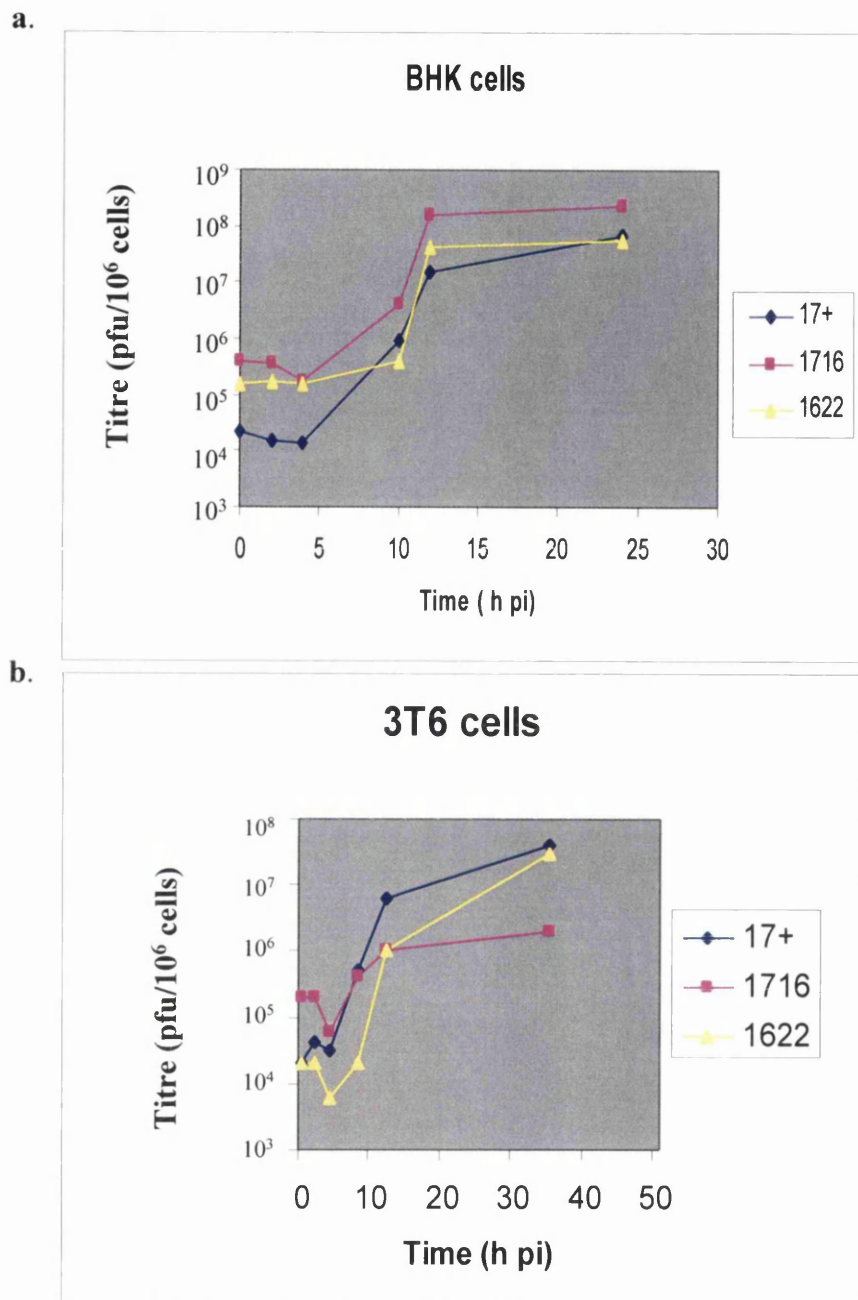 a.
BHK cells
Titre (pfu/10⁶ cells)
10⁹
10⁸
10⁷
10⁶
10⁵
10⁴
10³
0 5 10 15 20 25 30
Time ( h pi)
17+
1716
1622
b.
3T6 cells
Titre (pfu/10⁶ cells)
10⁸
10⁷
10⁶
10⁵
10⁴
10³
0 10 20 30 40 50
Time (h pi)
17+
1716
1622